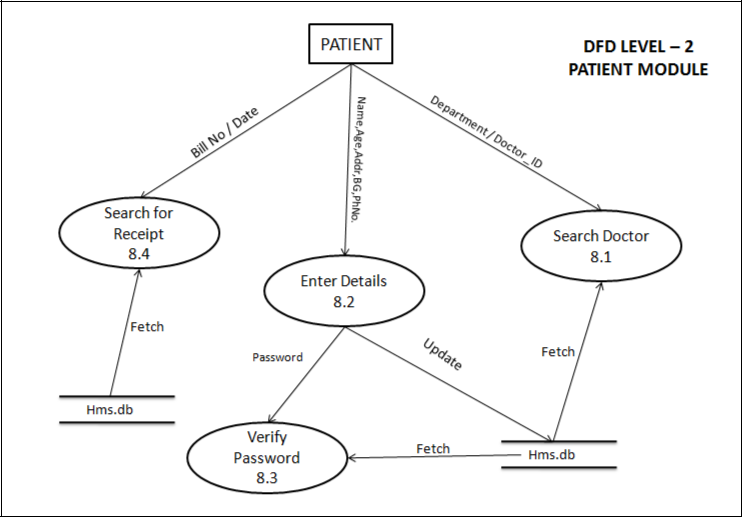 PATIENT
DFD LEVEL – 2
PATIENT MODULE
Bill No / Date
Name,Age,Addr,BG,PhNo.
Department / Doctor_ID
Search for
Receipt
8.4
Search Doctor
8.1
Enter Details
8.2
Fetch
Password
Update
Fetch
Hms.db
Verify
Password
8.3
Fetch
Hms.db